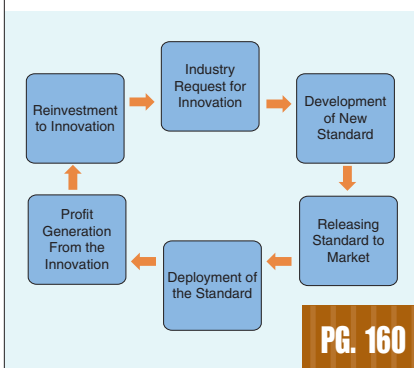 Industry
Request for
Innovation
Reinvestment
to Innovation
Development
of New
Standard
Profit
Generation
From the
Innovation
Releasing
Standard to
Market
Deployment of
the Standard
PG. 160